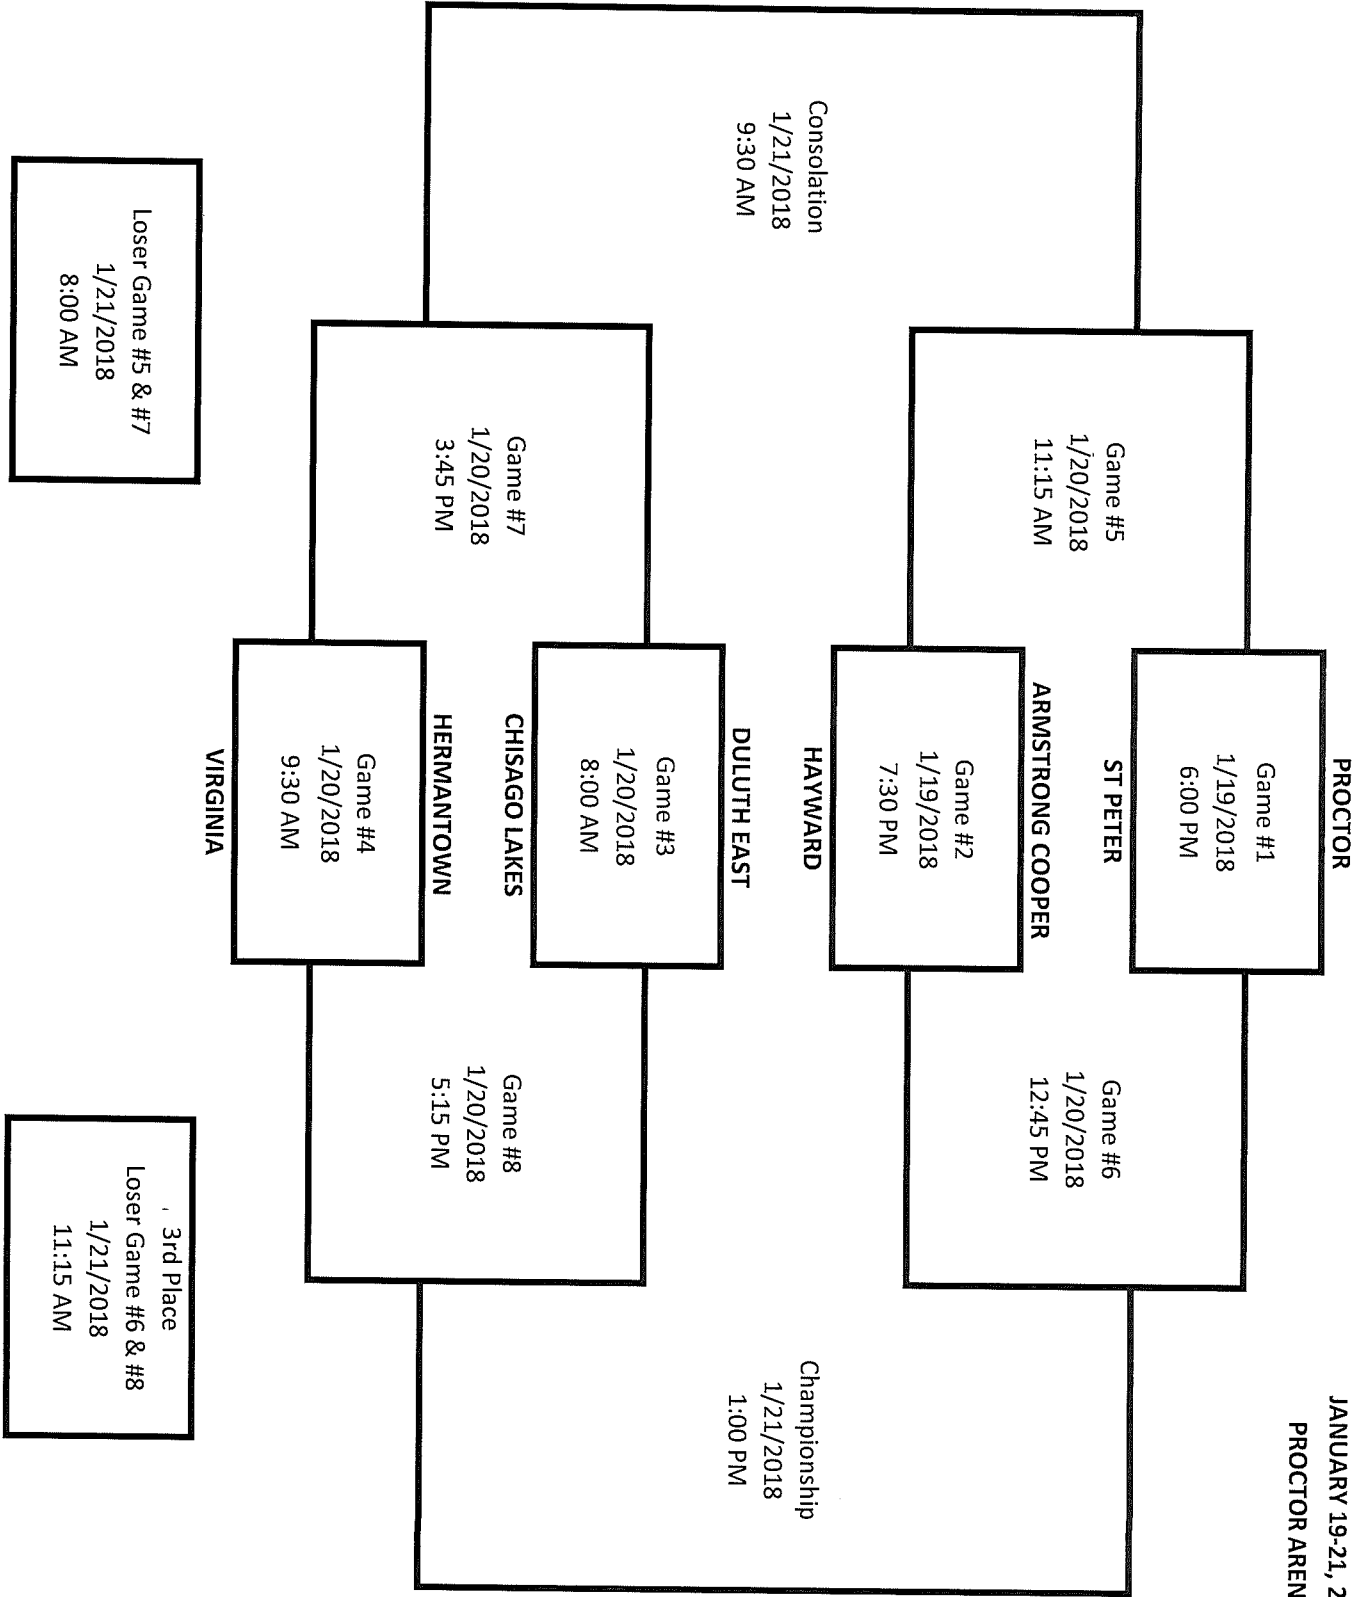 JANUARY 19-21, 2
PROCTOR AREN
PROCTOR
Game #1
1/19/2018
6:00 PM
ST PETER
Game #5
1/20/2018
11:15 AM
Game #6
1/20/2018
12:45 PM
ARMSTRONG COOPER
Game #2
1/19/2018
7:30 PM
HAYWARD
Consolation
1/21/2018
9:30 AM
Championship
1/21/2018
1:00 PM
DULUTH EAST
Game #3
1/20/2018
8:00 AM
CHISAGO LAKES
Game #7
1/20/2018
3:45 PM
Game #8
1/20/2018
5:15 PM
HERMANTOWN
Game #4
1/20/2018
9:30 AM
VIRGINIA
Loser Game #5 & #7
1/21/2018
8:00 AM
3rd Place
Loser Game #6 & #8
1/21/2018
11:15 AM